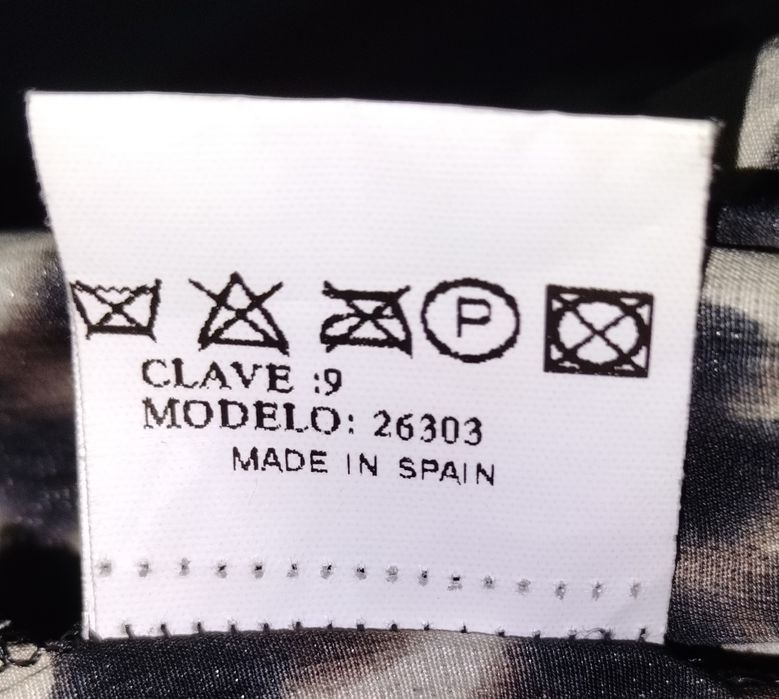 P
CLAVE :9
MODELO: 26303
MADE IN SPAIN